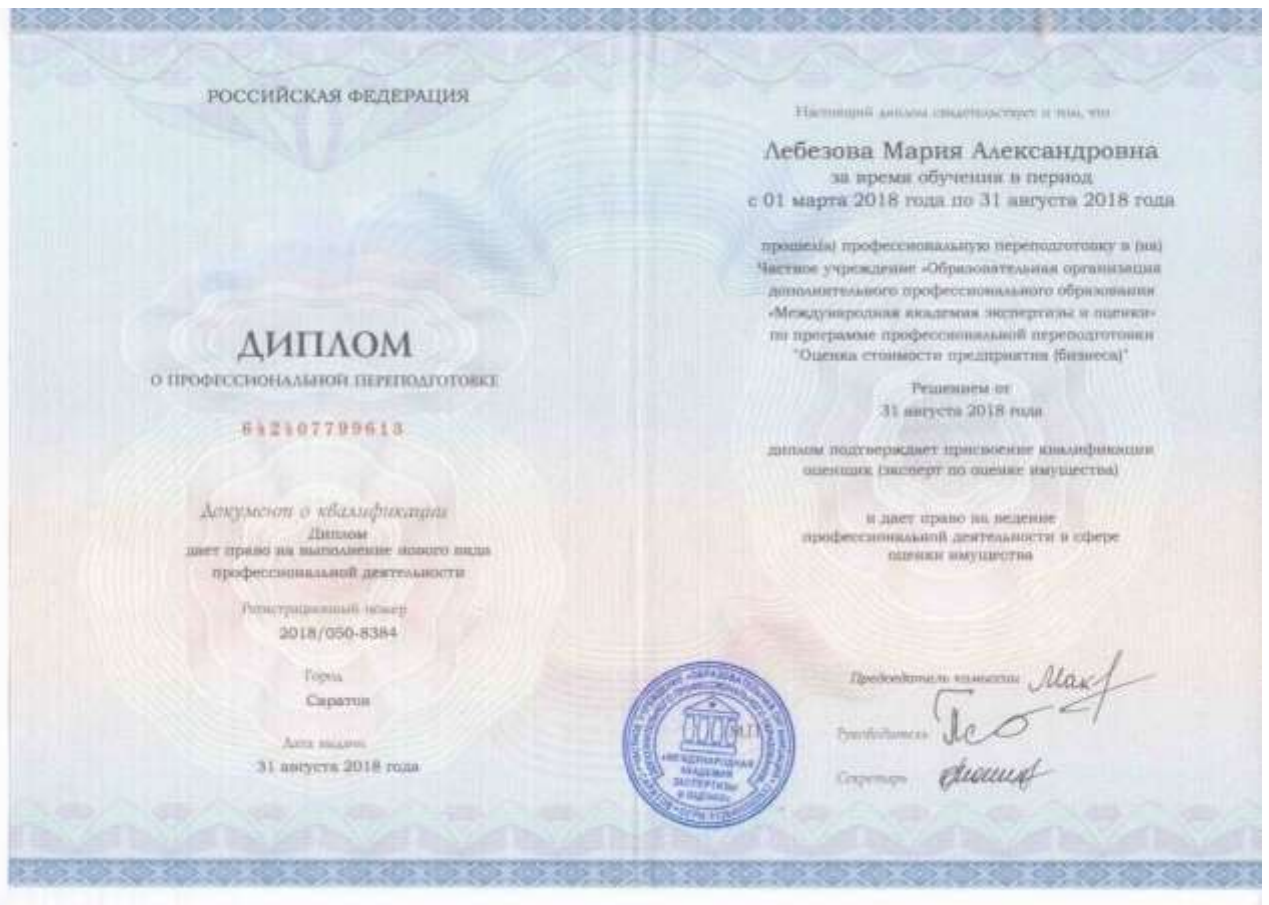 РОССИЙСКАЯ ФЕДЕРАЦИЯ
ДИПЛОМ
О ПРОФЕССИОНАЛЬНОЙ ПЕРЕПОДГОТОВКЕ
642407799613
Документ о квалификации
Диплом
дает право на выполнение нового вида
профессиональной деятельности
Регистрационный номер
2018/050-8384
Город
Саратов
Дата выдачи
31 августа 2018 года
Настоящий диплом свидетельствует о том, что
Лебезова Мария Александровна
за время обучения в период
с 01 марта 2018 года по 31 августа 2018 года
прошел(а) профессиональную переподготовку в (на)
Частное учреждение «Образовательная организация
дополнительного профессионального образования
«Международная академия экспертизы и оценки»
по программе профессиональной переподготовки
"Оценка стоимости предприятия (бизнеса)"
Решением от
31 августа 2018 года
диплом подтверждает присвоение квалификации
оценщик (эксперт по оценке имущества)
и дает право на ведение
профессиональной деятельности в сфере
оценки имущества
Председатель комиссии
Руководитель
Секретарь
М.П.
«МЕЖДУНАРОДНАЯ
АКАДЕМИЯ
ЭКСПЕРТИЗЫ
И ОЦЕНКИ»